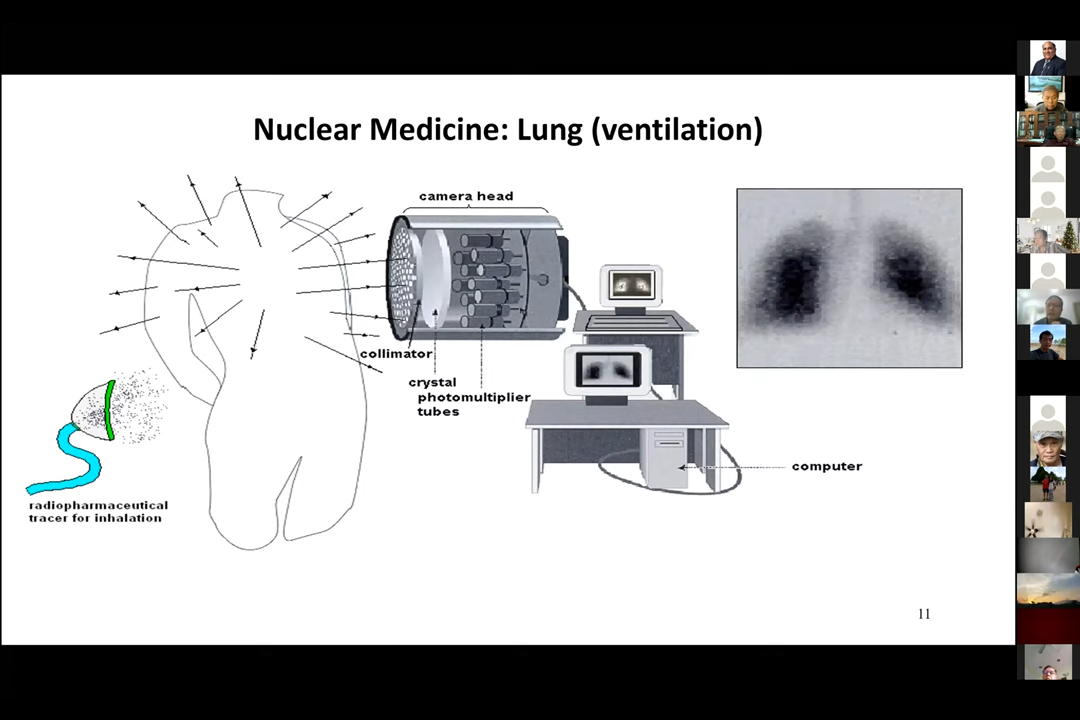 Nuclear Medicine: Lung (ventilation)
camera head
collimator
crystal
photomultiplier
tubes
computer
radiopharmaceutical
tracer for inhalation
11